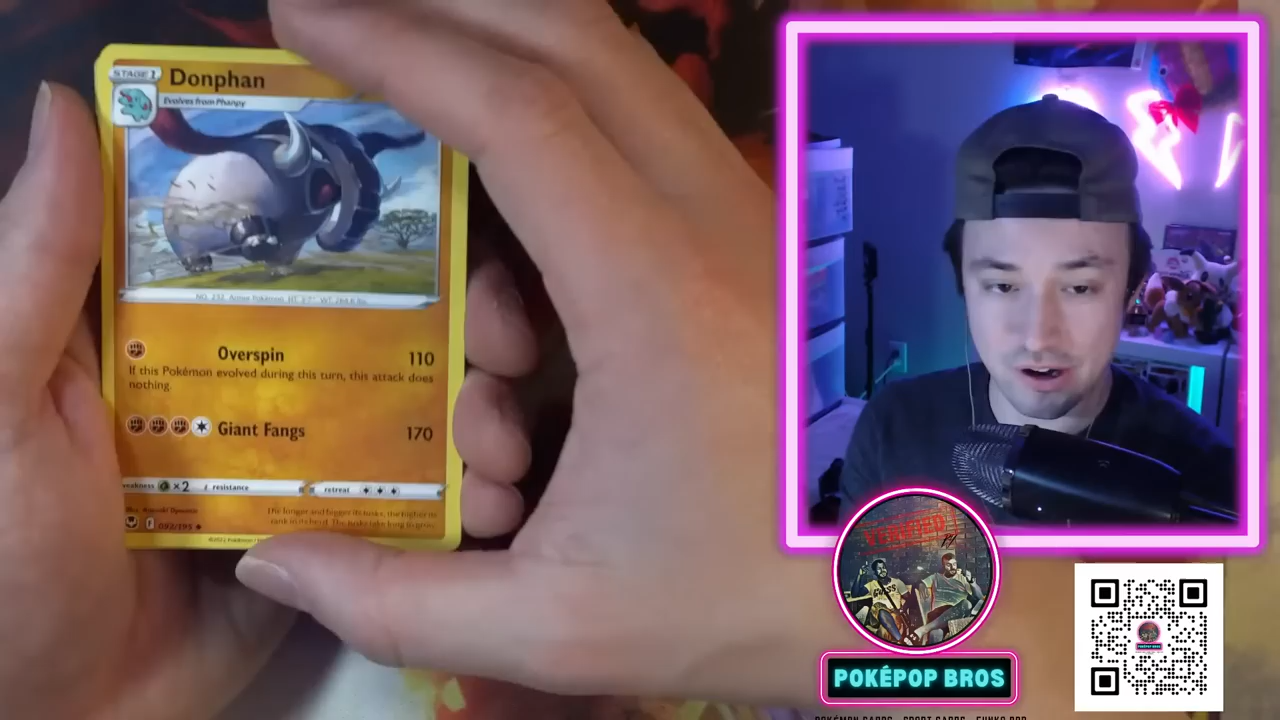 STAGE 1
Donphan
Evolves from Phanpy
NO. 232 Armor Pokémon HT: 3'7" WT: 264.6 lbs.
Overspin 110
If this Pokémon evolved during this turn, this attack does
nothing.
Giant Fangs 170
weakness ×2 resistance
retreat
The longer and bigger its tusks, the higher its
rank in its herd. The tusks take long to grow.
093/195
VERIFIED
POKÉPOP BROS